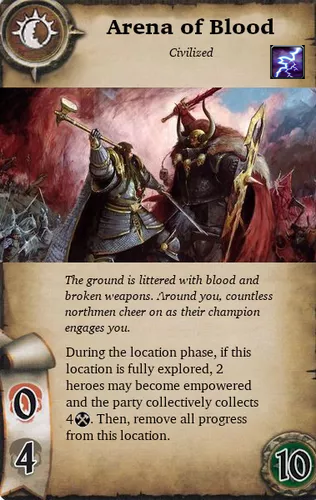 Arena of Blood
Civilized
The ground is littered with blood and
broken weapons. Around you, countless
northmen cheer on as their champion
engages you.
During the location phase, if this
location is fully explored, 2
heroes may become empowered
and the party collectively collects
4. Then, remove all progress
from this location.
0
4
10